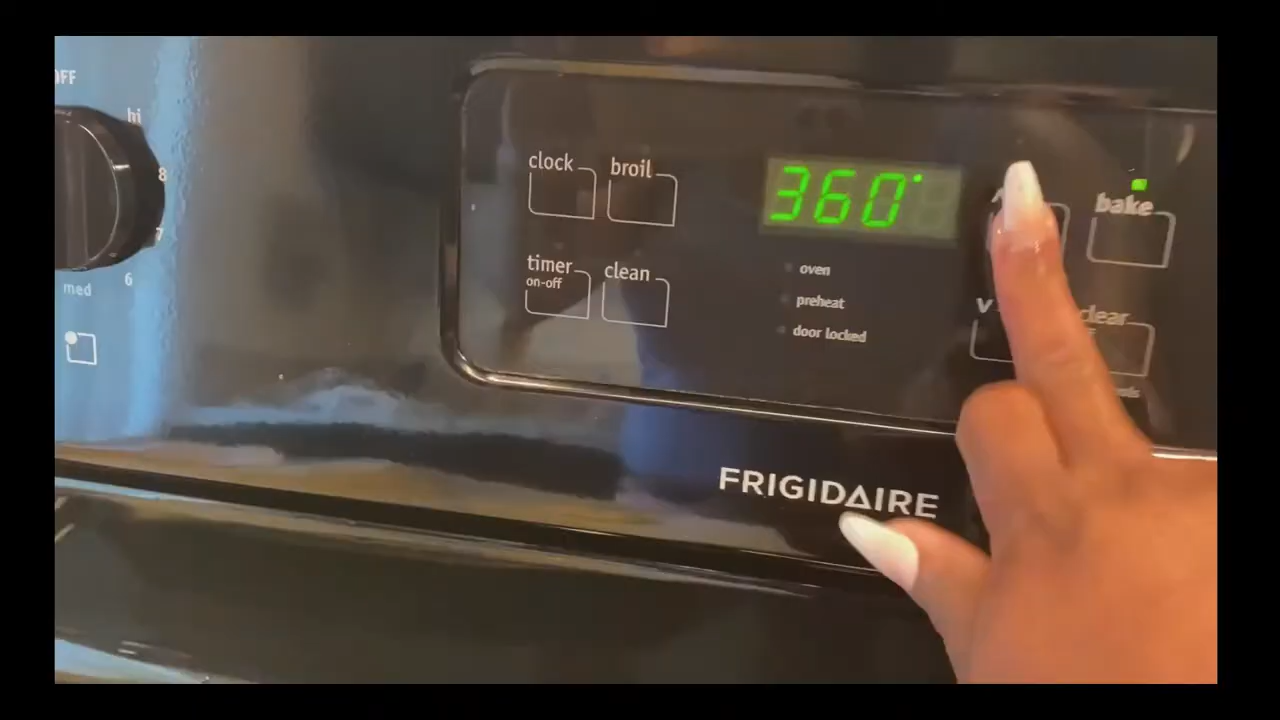 OFF
hi
8
7
6
med
clock
broil
timer
on-off
clean
360°
oven
preheat
door locked
^
bake
v
clear
FRIGIDAIRE